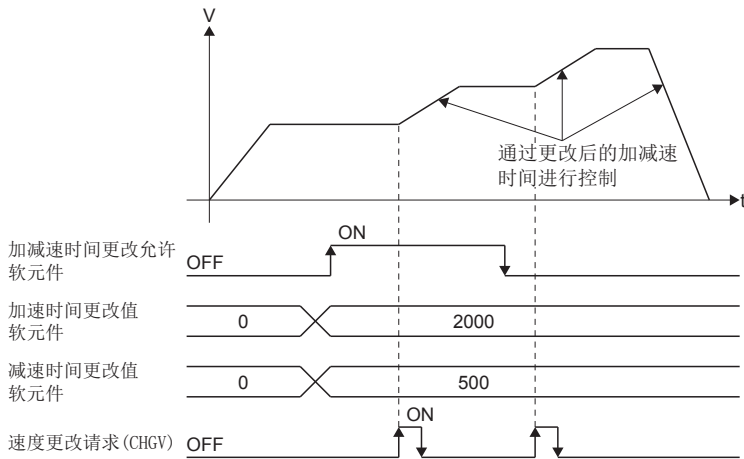 V
通过更改后的加减速
时间进行控制
t
加减速时间更改允许
软元件
OFF
ON
加速时间更改值
软元件
0
2000
减速时间更改值
软元件
0
500
速度更改请求(CHGV)
OFF
ON